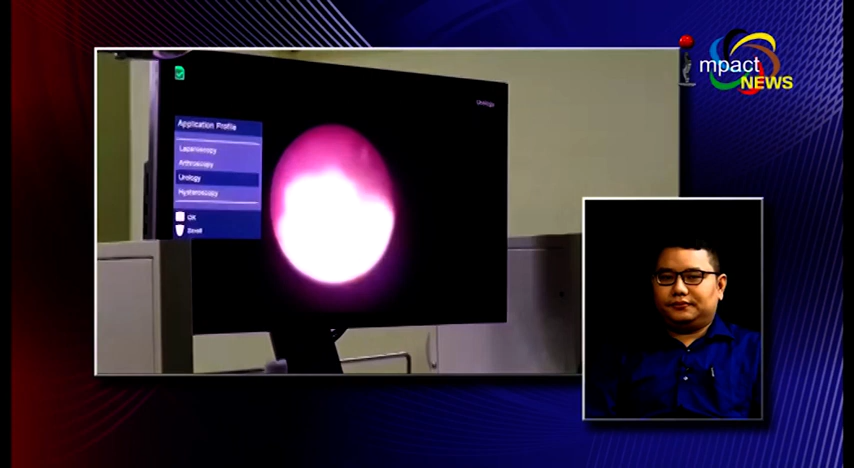 mpact
NEWS
Urology
Application Profile
Laparoscopy
Arthroscopy
Urology
Hysteroscopy
OK
Scroll